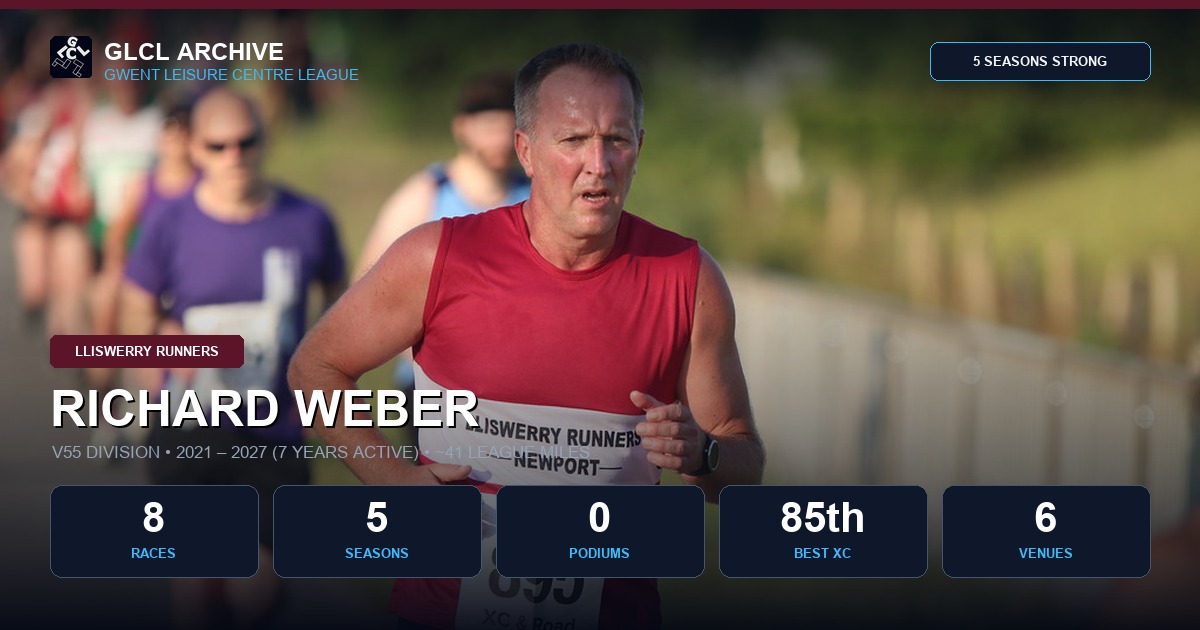 GLCL ARCHIVE
GWENT LEISURE CENTRE LEAGUE
5 SEASONS STRONG
LLISWERRY RUNNERS
RICHARD WEBER
V55 DIVISION • 2021 – 2027 (7 YEARS ACTIVE) • ~41 LEAGUE MILES
LLISWERRY RUNNERS
NEWPORT
8
RACES
5
SEASONS
0
PODIUMS
85th
BEST XC
6
VENUES
895
XC & Road